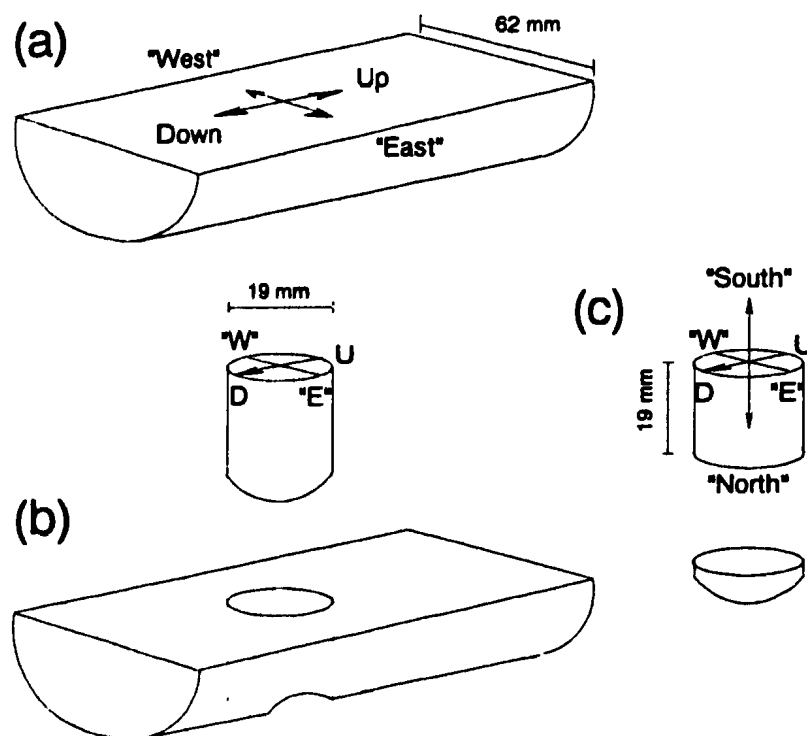 (a)
62 mm
"West"
Up
Down
"East"
19 mm
"W"
U
D
"E"
(b)
(c)
"South"
"W"
U
D
"E"
19 mm
"North"